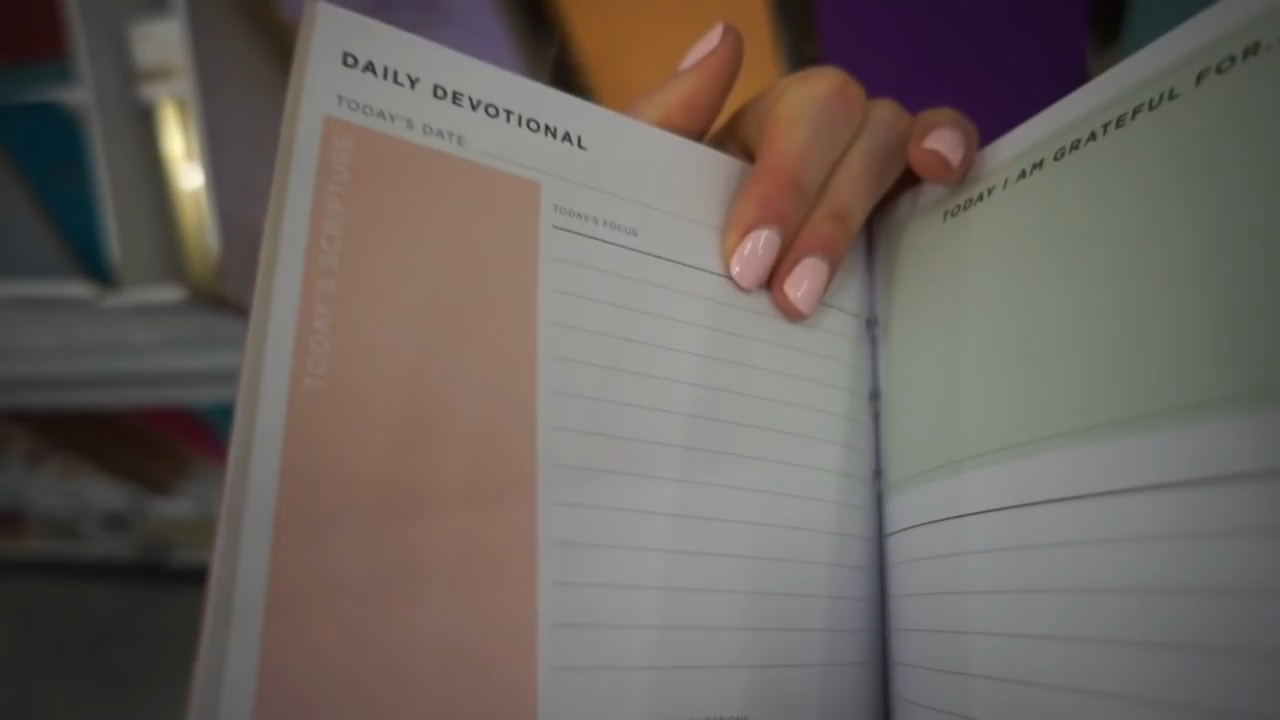 DAILY DEVOTIONAL
TODAY'S DATE
TODAY'S SCRIPTURE
TODAY'S FOCUS
TODAY I AM GRATEFUL FOR...